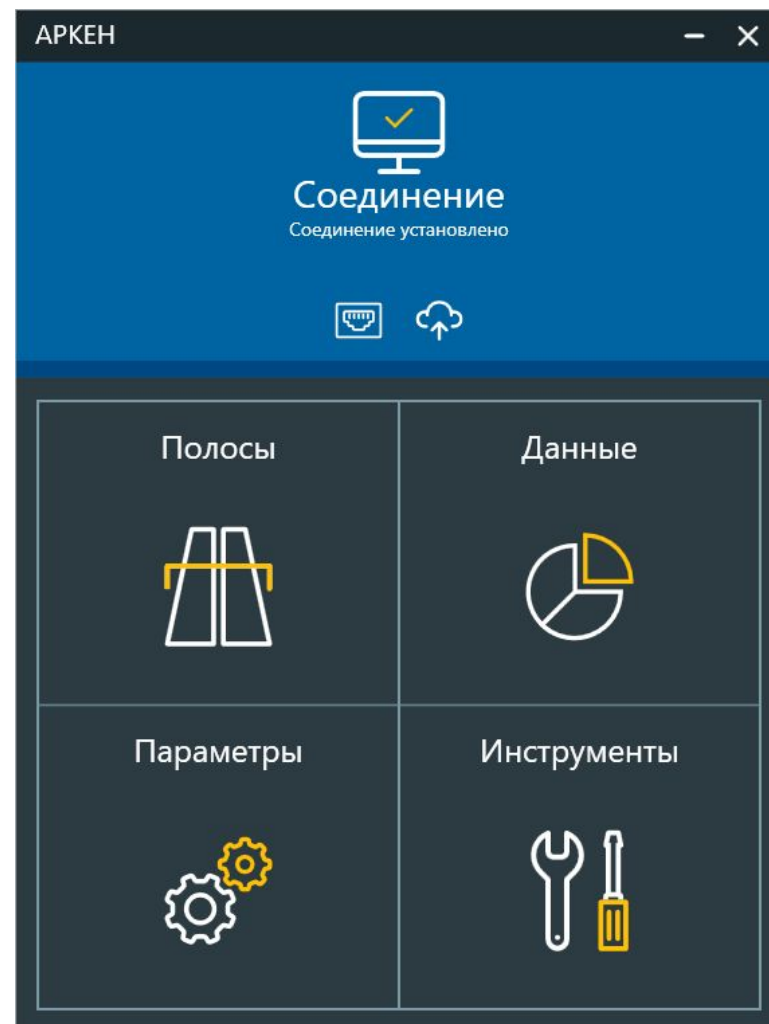 АРКЕН
Соединение
Соединение установлено
Полосы
Данные
Параметры
Инструменты